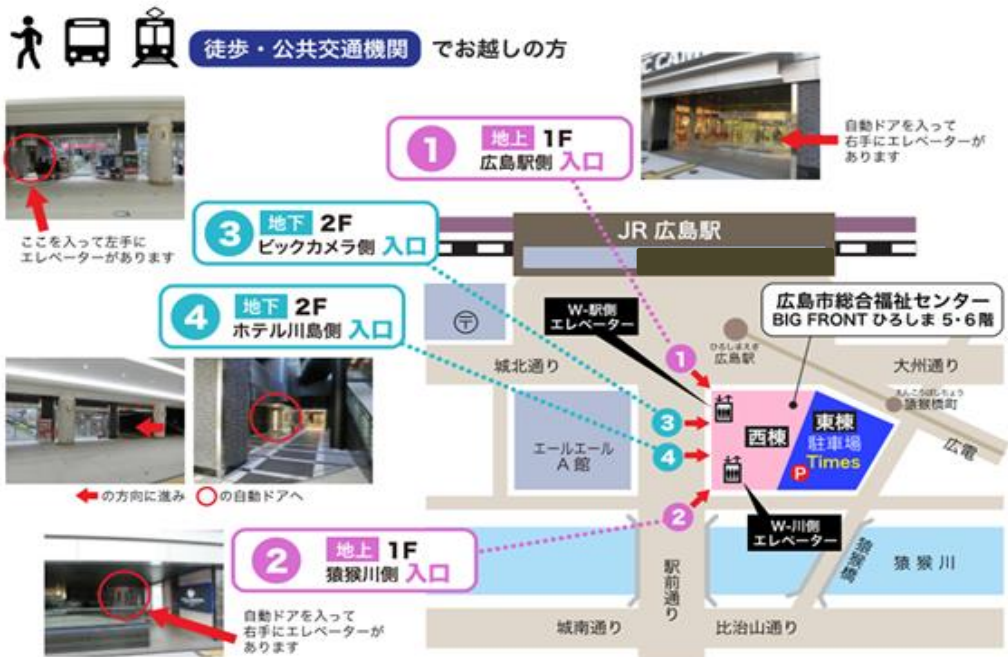 徒歩・公共交通機関 でお越しの方
C CAM
自動ドアを入って
右手にエレベーターが
あります
1
地上 1F
広島駅側 入口
ここを入って左手に
エレベーターがあります
3
地下 2F
ビックカメラ側 入口
4
地下 2F
ホテル川島側 入口
JR 広島駅
〒
W-駅側
エレベーター
広島市総合福祉センター
BIG FRONT ひろしま 5・6階
ひろしまえき
広島駅
城北通り
大州通り
1
えんこうばしちょう
猿猴橋町
3
4
エールエール
A 館
西棟
東棟
駐車場
Times
P
広電
の方向に進み
の自動ドアへ
2
W-川側
エレベーター
2
地上 1F
猿猴川側 入口
駅前通り
猿猴橋
猿猴川
自動ドアを入って
右手にエレベーターが
あります
城南通り
比治山通り